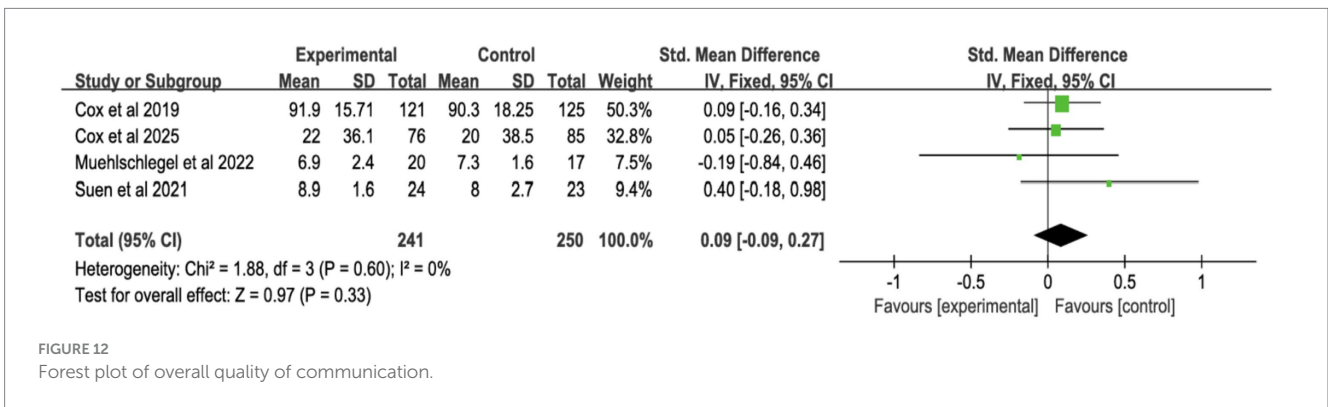 Experimental Control Std. Mean Difference Std. Mean Difference
Study or Subgroup Mean SD Total Mean SD Total Weight IV, Fixed, 95% CI IV, Fixed, 95% CI
Cox et al 2019 91.9 15.71 121 90.3 18.25 125 50.3% 0.09 [-0.16, 0.34]
Cox et al 2025 22 36.1 76 20 38.5 85 32.8% 0.05 [-0.26, 0.36]
Muehlschlegel et al 2022 6.9 2.4 20 7.3 1.6 17 7.5% -0.19 [-0.84, 0.46]
Suen et al 2021 8.9 1.6 24 8 2.7 23 9.4% 0.40 [-0.18, 0.98]
Total (95% CI) 241 250 100.0% 0.09 [-0.09, 0.27]
Heterogeneity: Chi² = 1.88, df = 3 (P = 0.60); I² = 0%
Test for overall effect: Z = 0.97 (P = 0.33)
-1 -0.5 0 0.5 1
Favours [experimental] Favours [control]
FIGURE 12
Forest plot of overall quality of communication.